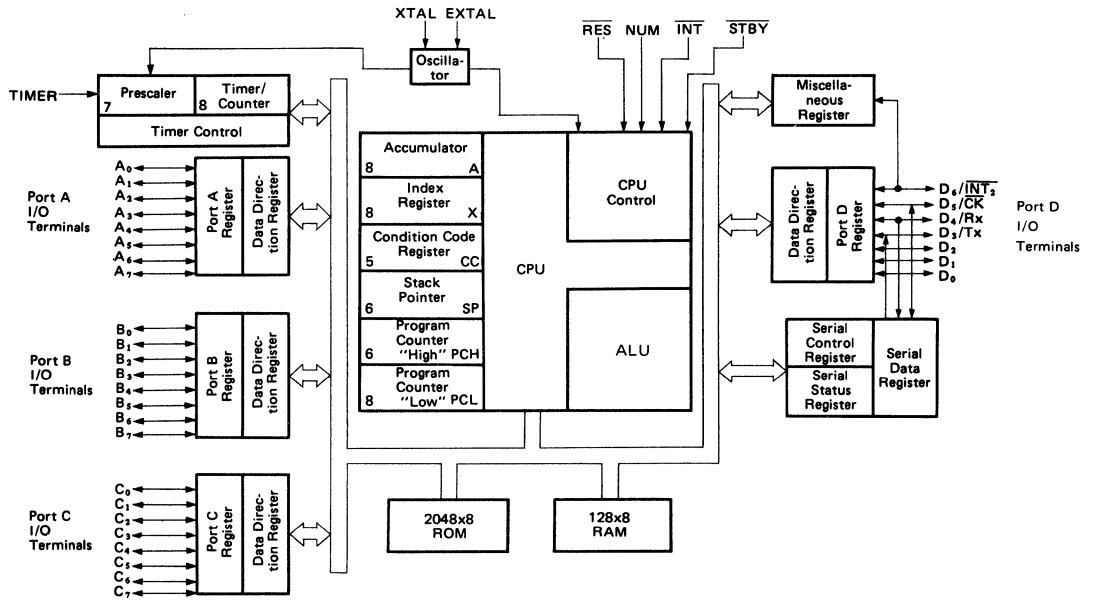 XTAL EXTAL
RES NUM INT STBY
Oscilla-
tor
TIMER
Prescaler
7
Timer/
Counter
8
Timer Control
Port A
I/O
Terminals
A0
A1
A2
A3
A4
A5
A6
A7
Port A
Register
Data Direc-
tion Register
Port B
I/O
Terminals
B0
B1
B2
B3
B4
B5
B6
B7
Port B
Register
Data Direc-
tion Register
Port C
I/O
Terminals
C0
C1
C2
C3
C4
C5
C6
C7
Port C
Register
Data Direc-
tion Register
Accumulator
8 A
Index
Register
8 X
Condition Code
Register
5 CC
Stack
Pointer
6 SP
Program
Counter
6 "High" PCH
Program
Counter
8 "Low" PCL
CPU
CPU
Control
ALU
2048x8
ROM
128x8
RAM
Miscella-
neous
Register
Data Direc-
tion
Register
Port D
Register
D6/INT2
D5/CK
D4/Rx
D3/Tx
D2
D1
D0
Port D
I/O
Terminals
Serial
Control
Register
Serial
Status
Register
Serial
Data
Register